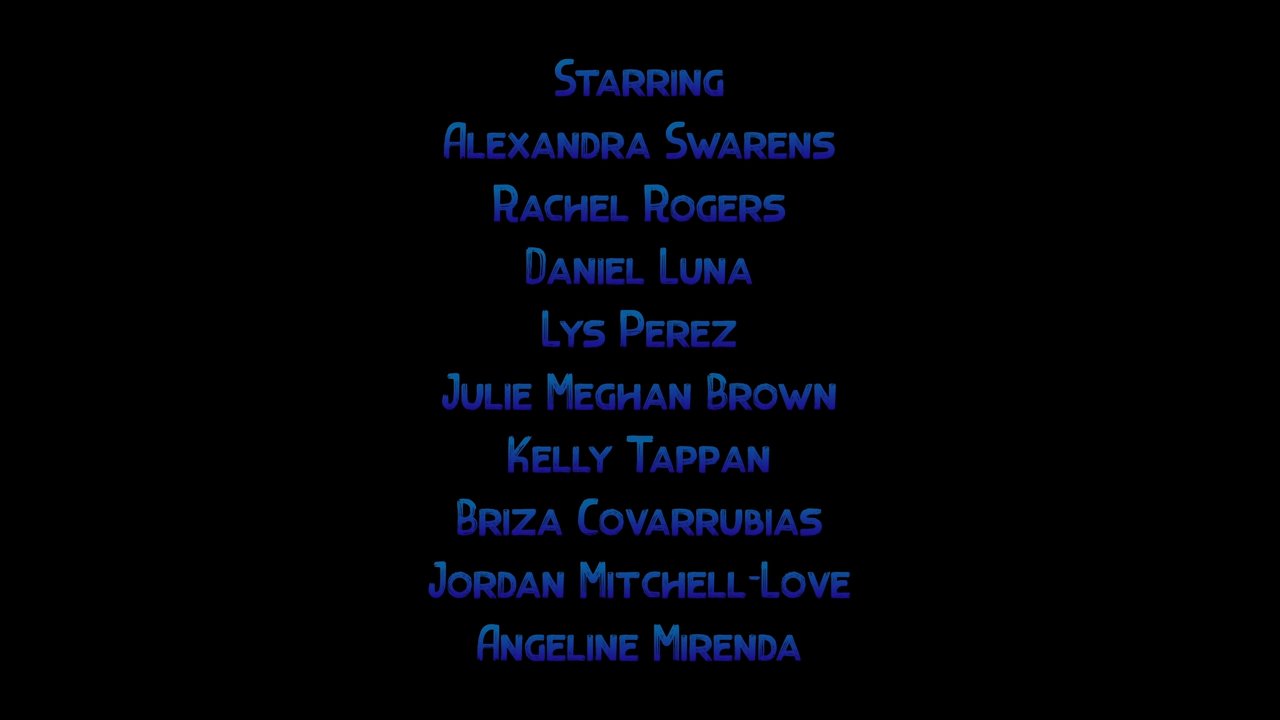 Starring
Alexandra Swarens
Rachel Rogers
Daniel Luna
Lys Perez
Julie Meghan Brown
Kelly Tappan
Briza Covarrubias
Jordan Mitchell-Love
Angeline Mirenda